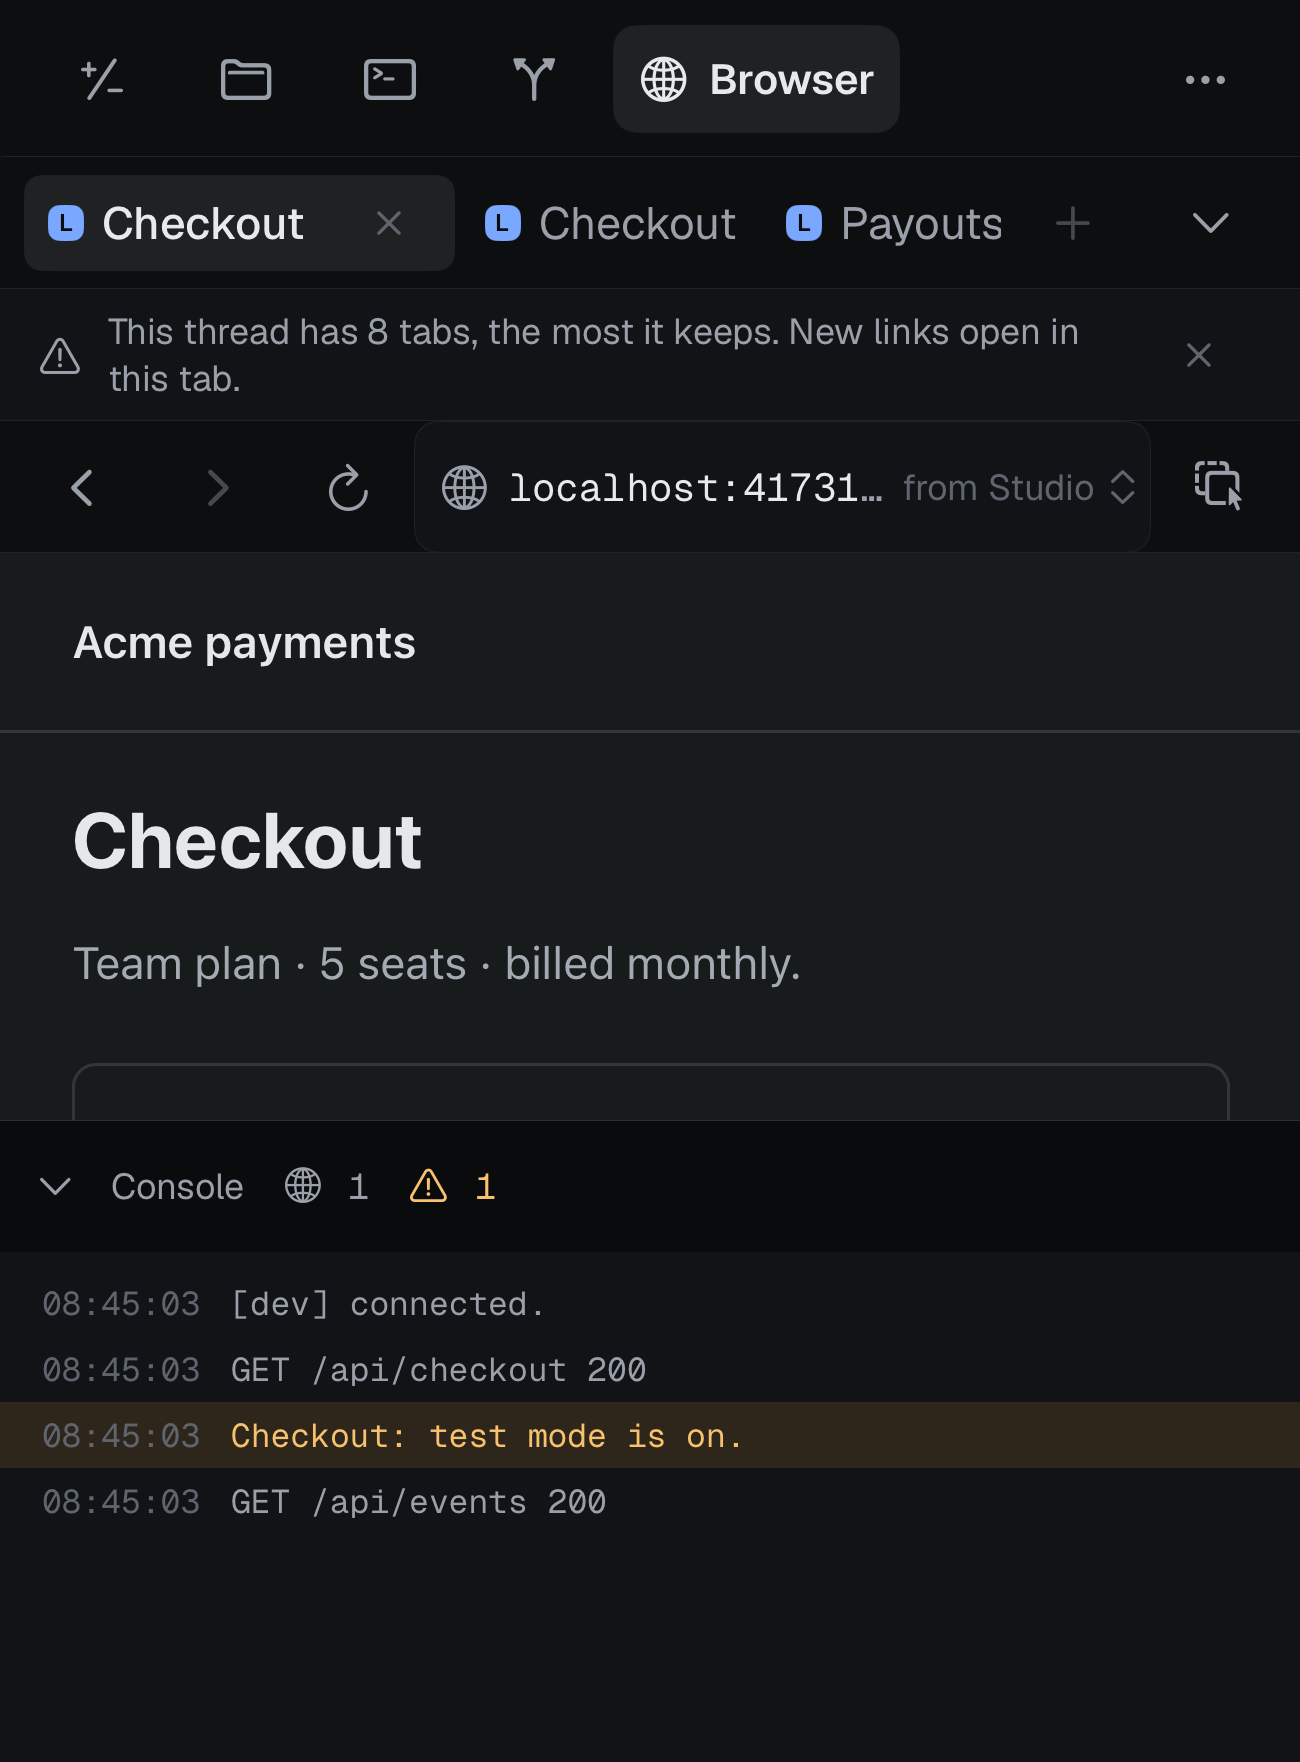 Browser
L Checkout L Checkout L Payouts
This thread has 8 tabs, the most it keeps. New links open in
this tab.
localhost:41731… from Studio
Acme payments
Checkout
Team plan · 5 seats · billed monthly.
Console 1 1
08:45:03 [dev] connected.
08:45:03 GET /api/checkout 200
08:45:03 Checkout: test mode is on.
08:45:03 GET /api/events 200